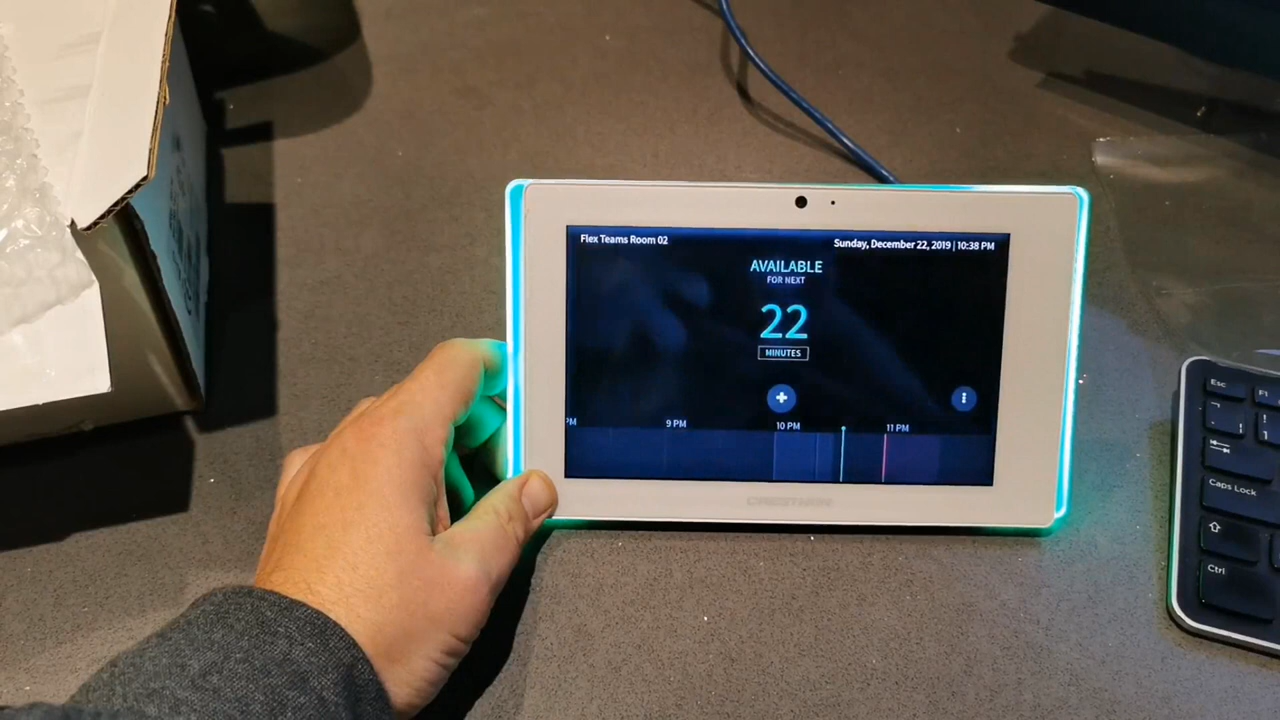 Flex Teams Room 02
Sunday, December 22, 2019 | 10:38 PM
AVAILABLE
FOR NEXT
22
MINUTES
PM
9 PM
10 PM
11 PM
CRESTRON
Esc
F1
Caps Lock
Ctrl